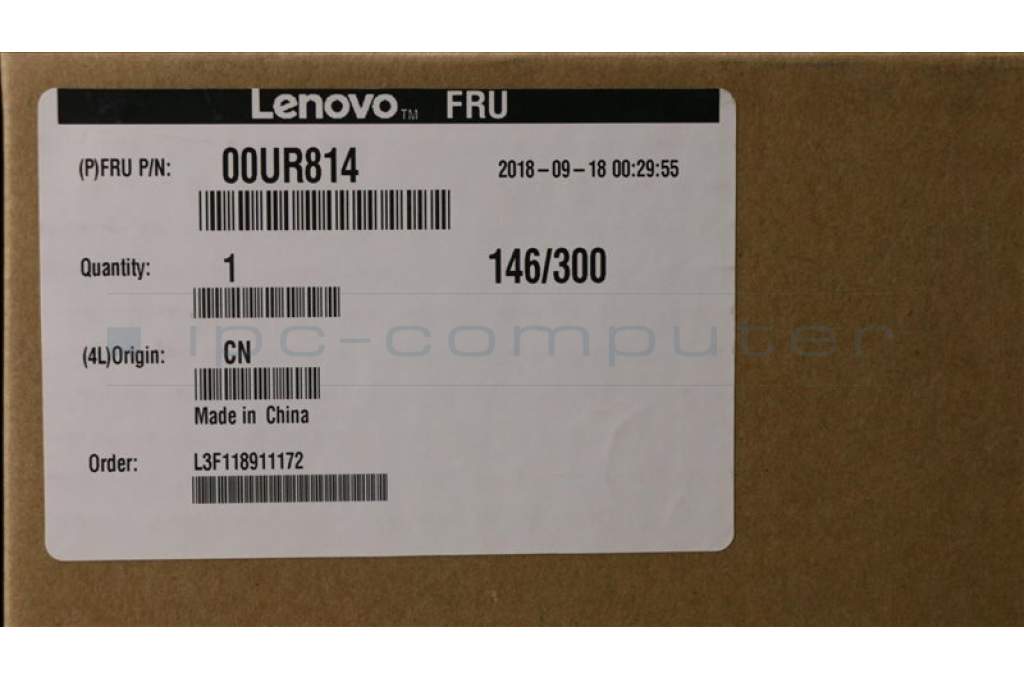 Lenovo™ FRU
(P)FRU P/N: 00UR814 2018-09-18 00:29:55
Quantity: 1 146/300
ipc-computer
(4L)Origin: CN
Made in China
Order: L3F118911172